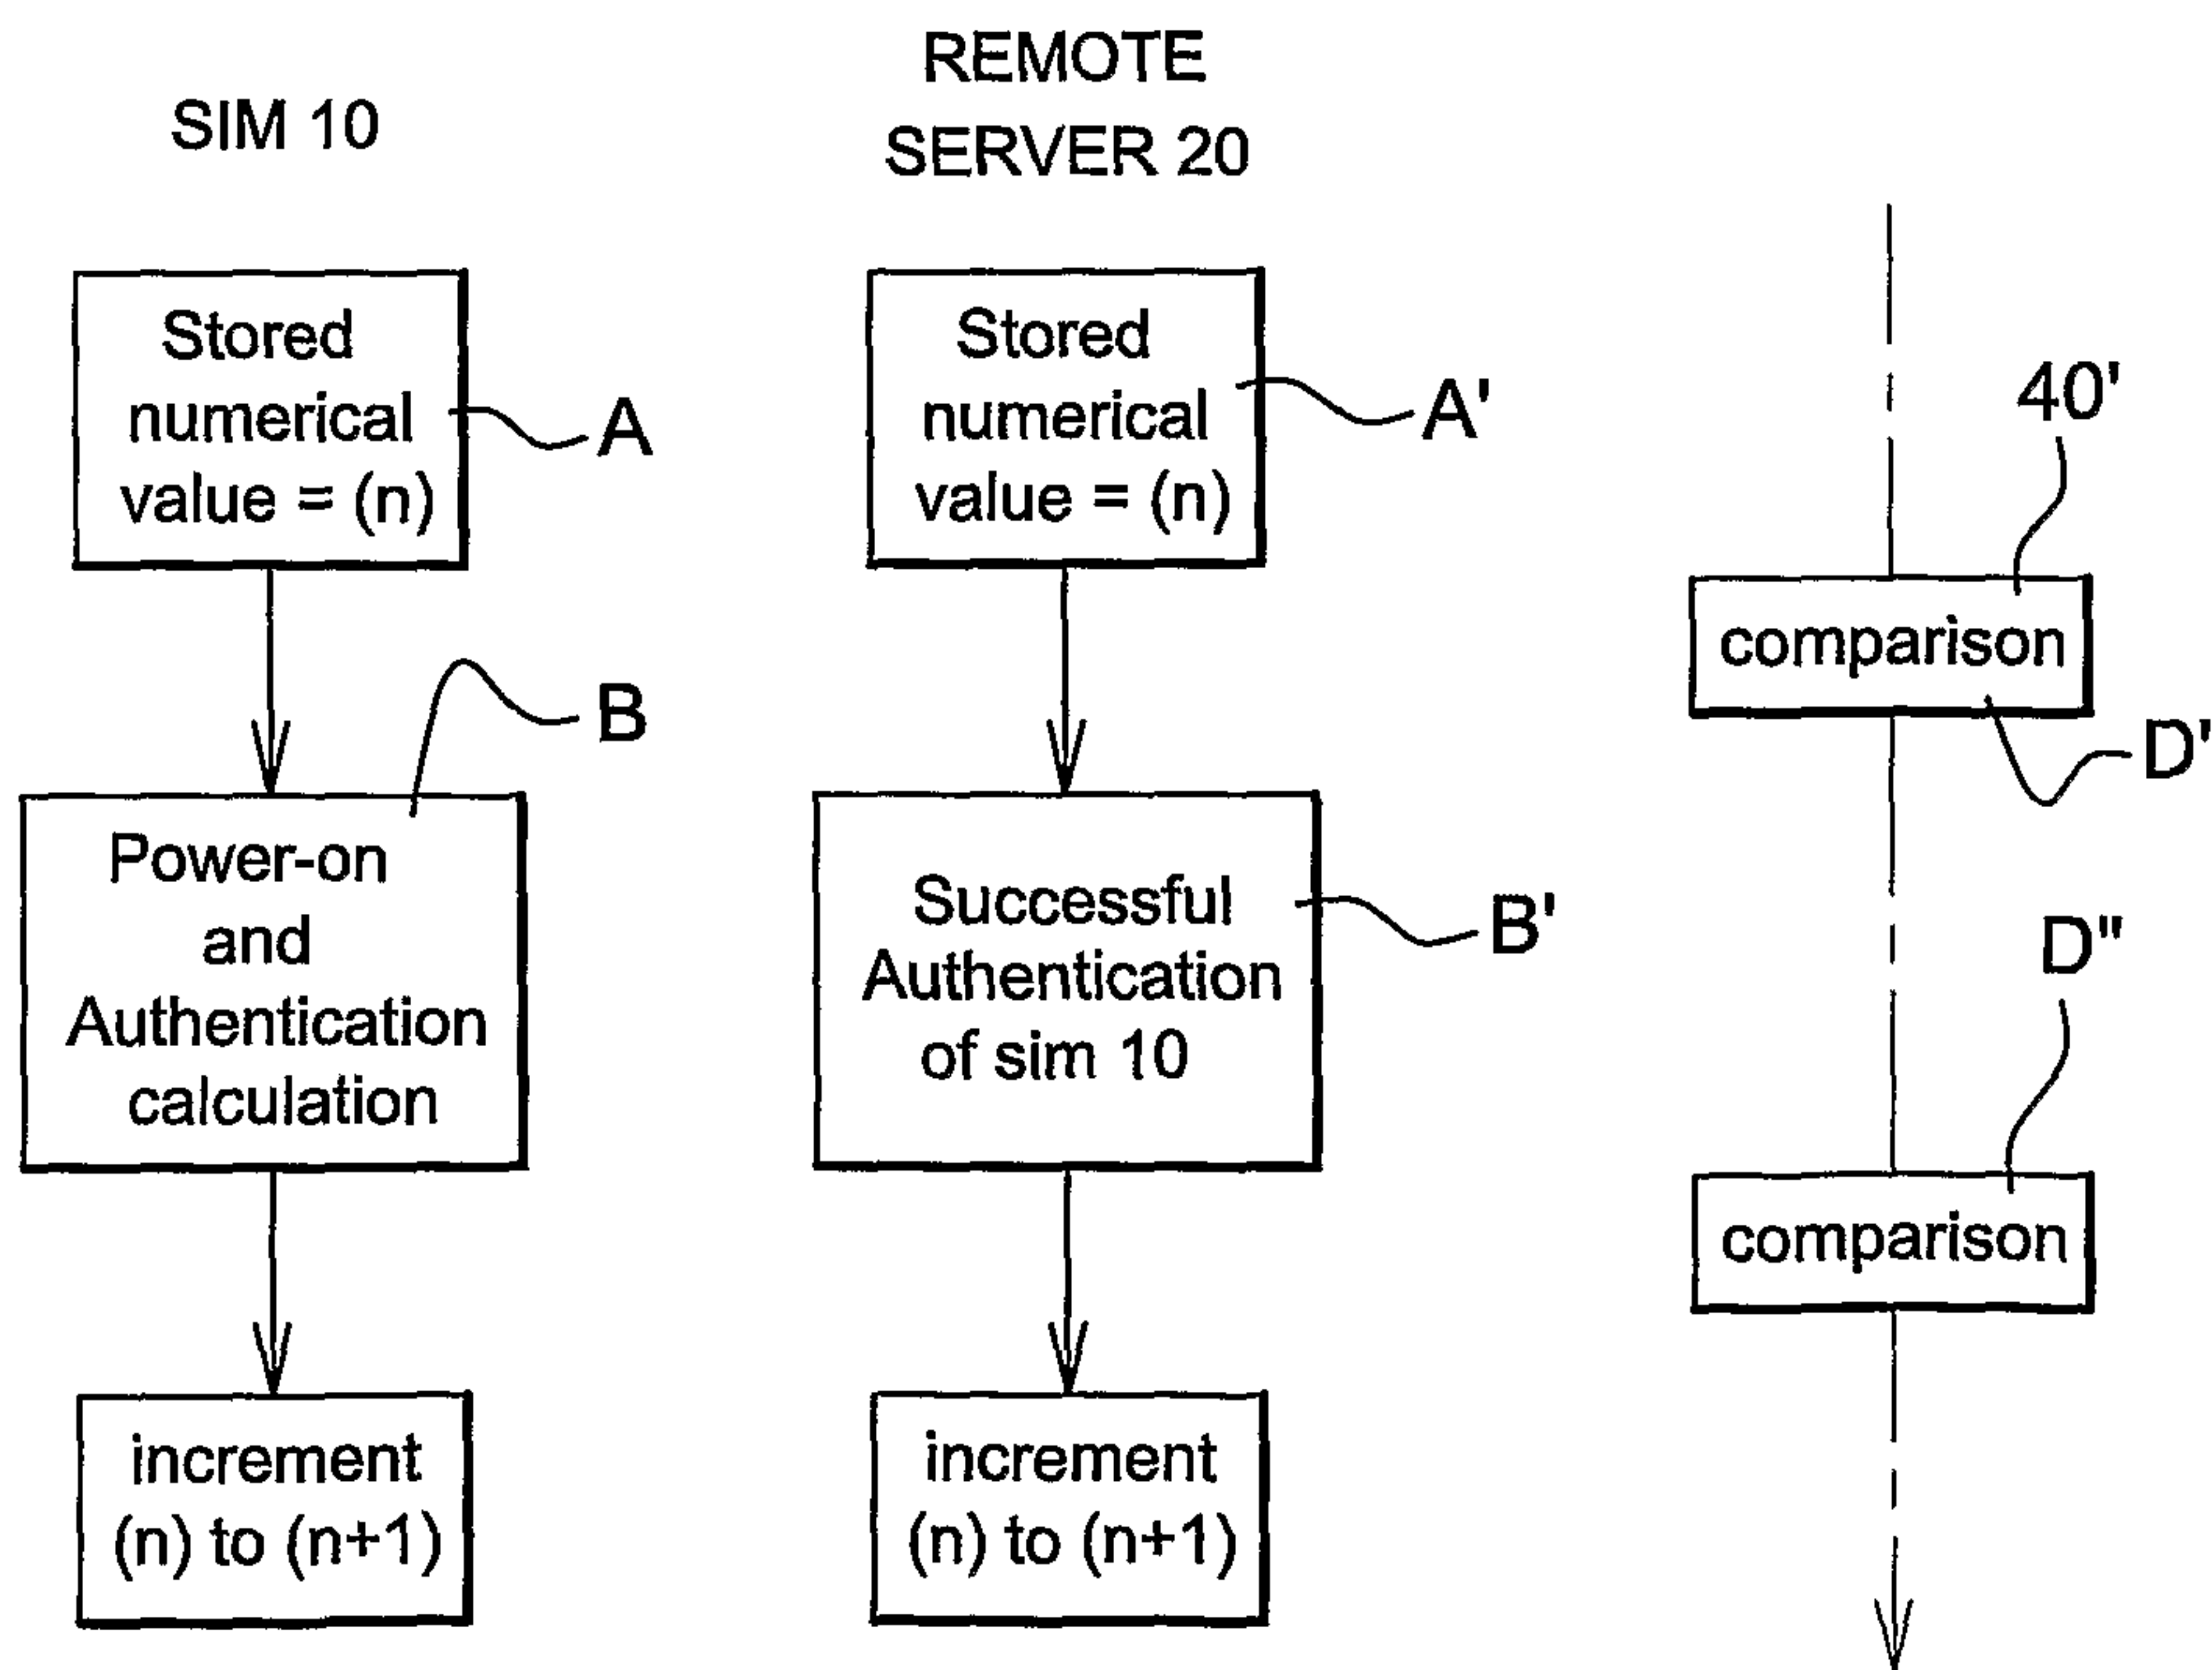 SIM 10
REMOTE
SERVER 20
Stored
numerical
value = (n)
A
Stored
numerical
value = (n)
A'
40'
comparison
D'
B
Power-on
and
Authentication
calculation
Successful
Authentication
of sim 10
B'
D"
comparison
increment
(n) to (n+1)
increment
(n) to (n+1)